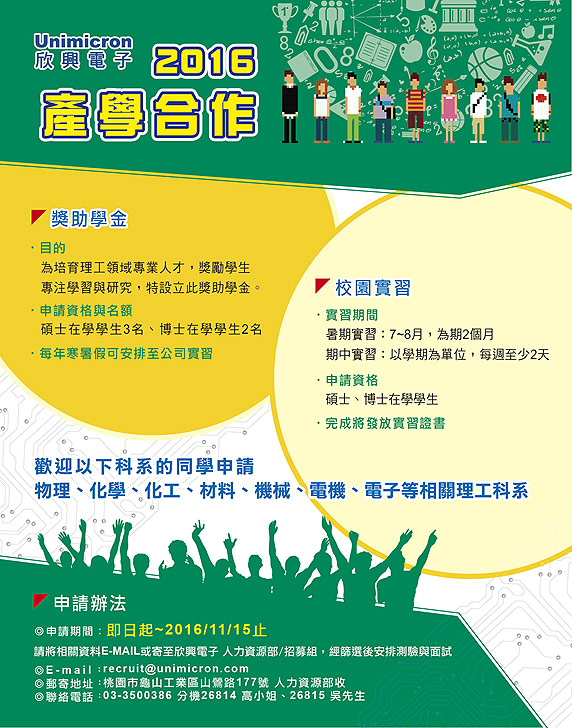 Unimicron
欣興電子
2016
產學合作
獎助學金
・目的
為培育理工領域專業人才，獎勵學生
專注學習與研究，特設立此獎助學金。
・申請資格與名額
碩士在學學生3名、博士在學學生2名
・每年寒暑假可安排至公司實習
校園實習
・實習期間
暑期實習：7~8月，為期2個月
期中實習：以學期為單位，每週至少2天
・申請資格
碩士、博士在學學生
・完成將發放實習證書
歡迎以下科系的同學申請
物理、化學、化工、材料、機械、電機、電子等相關理工科系
申請辦法
◎申請期間：即日起~2016/11/15止
請將相關資料E-MAIL或寄至欣興電子 人力資源部/招募組，經篩選後安排測驗與面試
◎E-mail：recruit@unimicron.com
◎郵寄地址：桃園市龜山工業區山鶯路177號 人力資源部收
◎聯絡電話：03-3500386 分機26814 高小姐、26815 吳先生